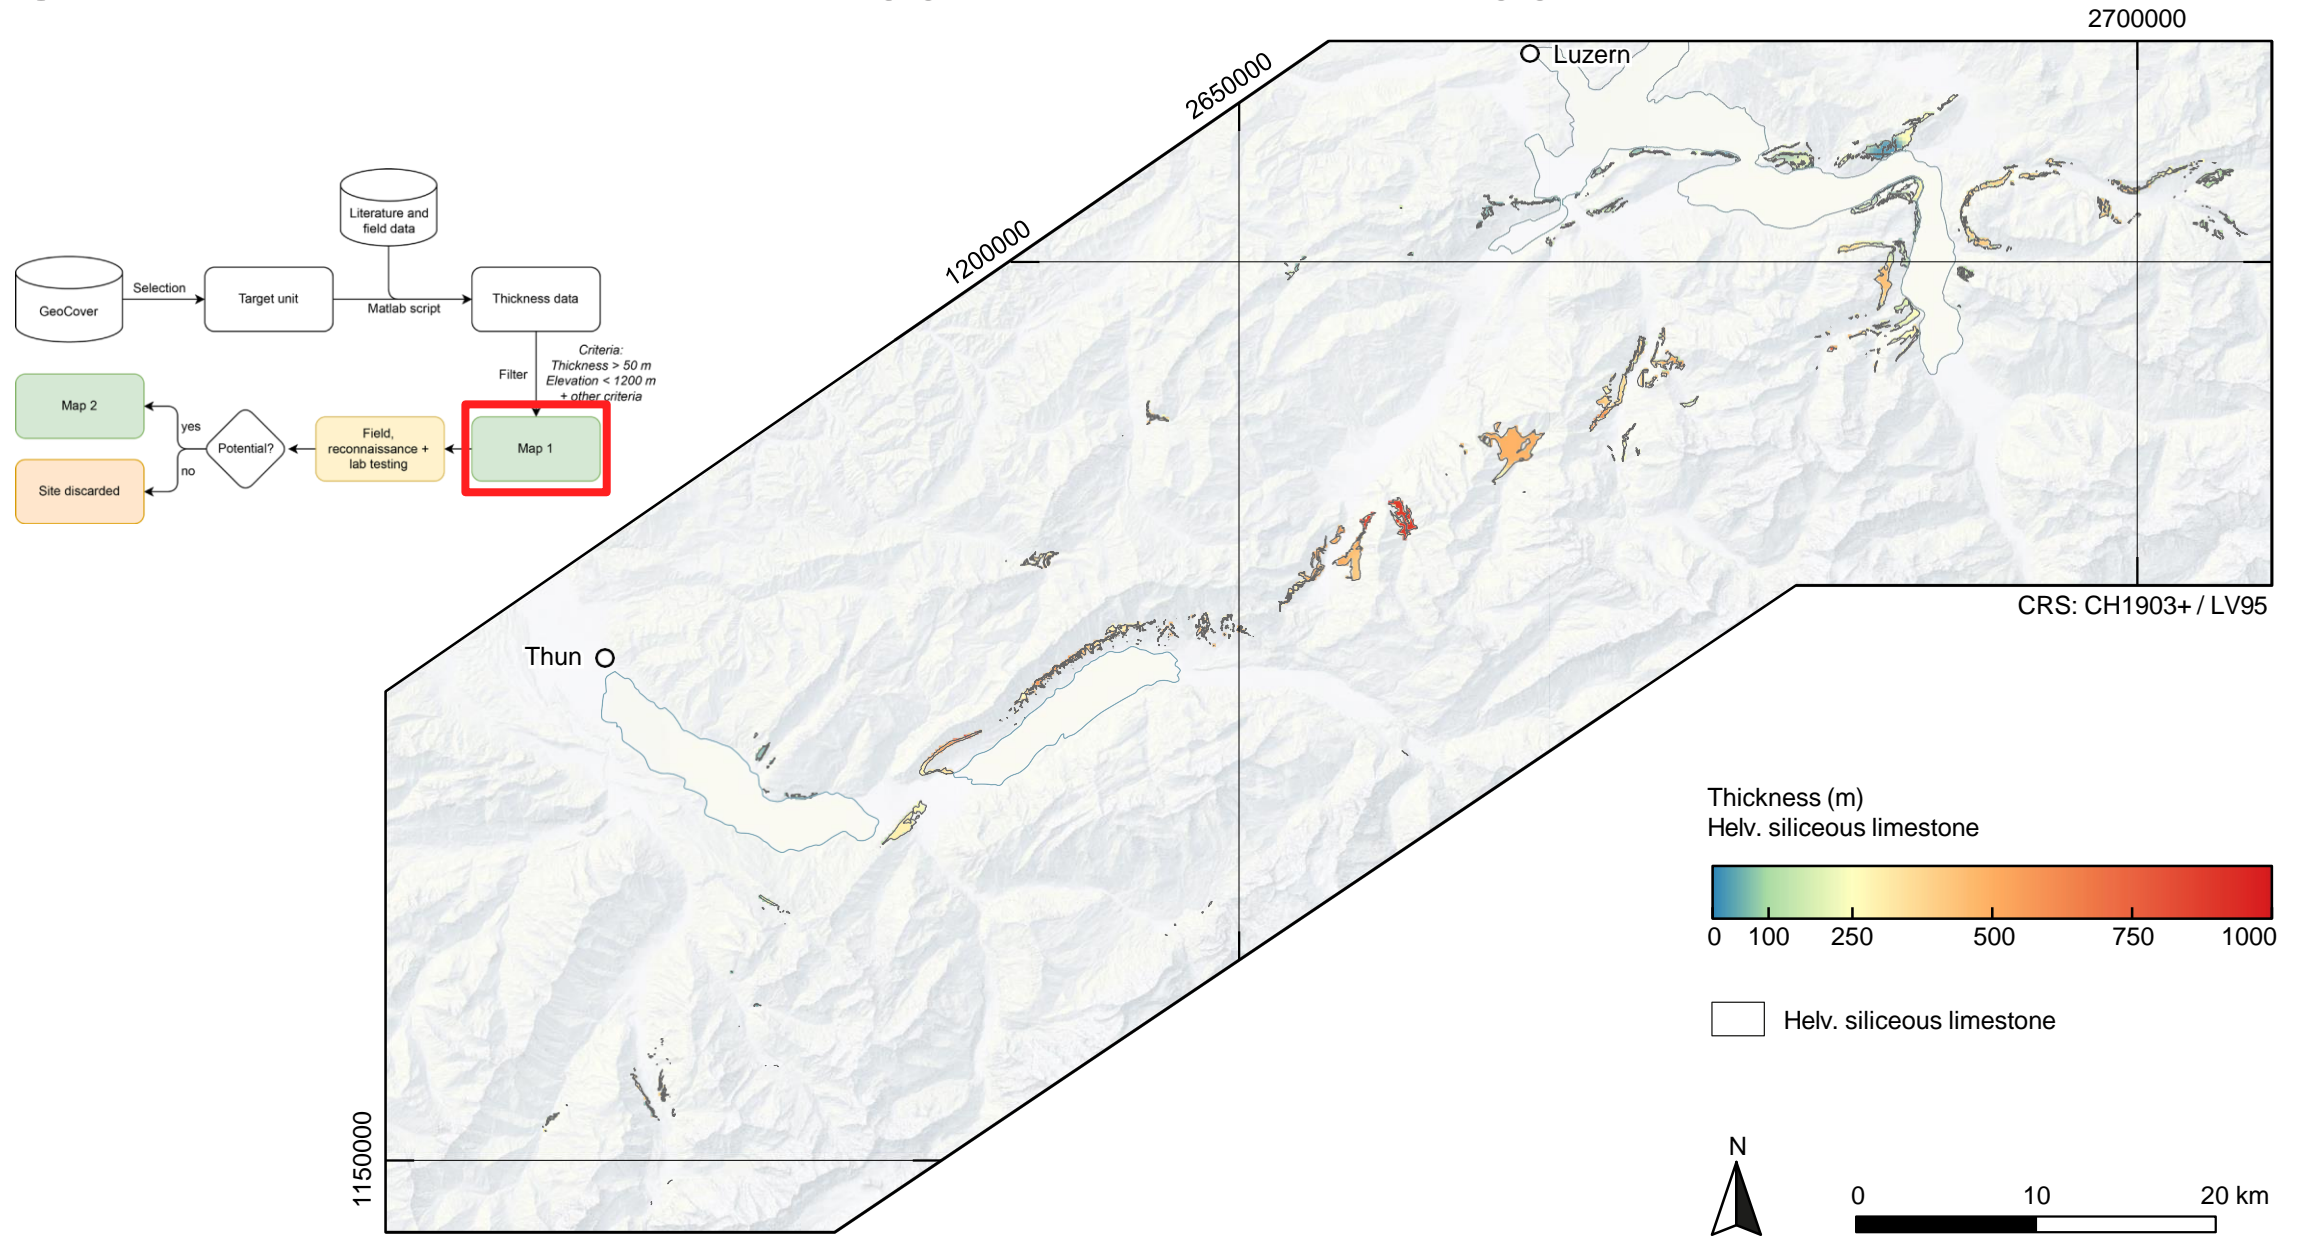 2700000
Luzern
2650000
1200000
Literature and
field data
GeoCover
Selection
Target unit
Matlab script
Thickness data
Filter
Criteria:
Thickness > 50 m
Elevation < 1200 m
+ other criteria
Map 2
yes
Potential?
no
Field,
reconnaissance +
lab testing
Map 1
Site discarded
CRS: CH1903+ / LV95
Thun
Thickness (m)
Helv. siliceous limestone
0 100 250 500 750 1000
Helv. siliceous limestone
1150000
N
0 10 20 km